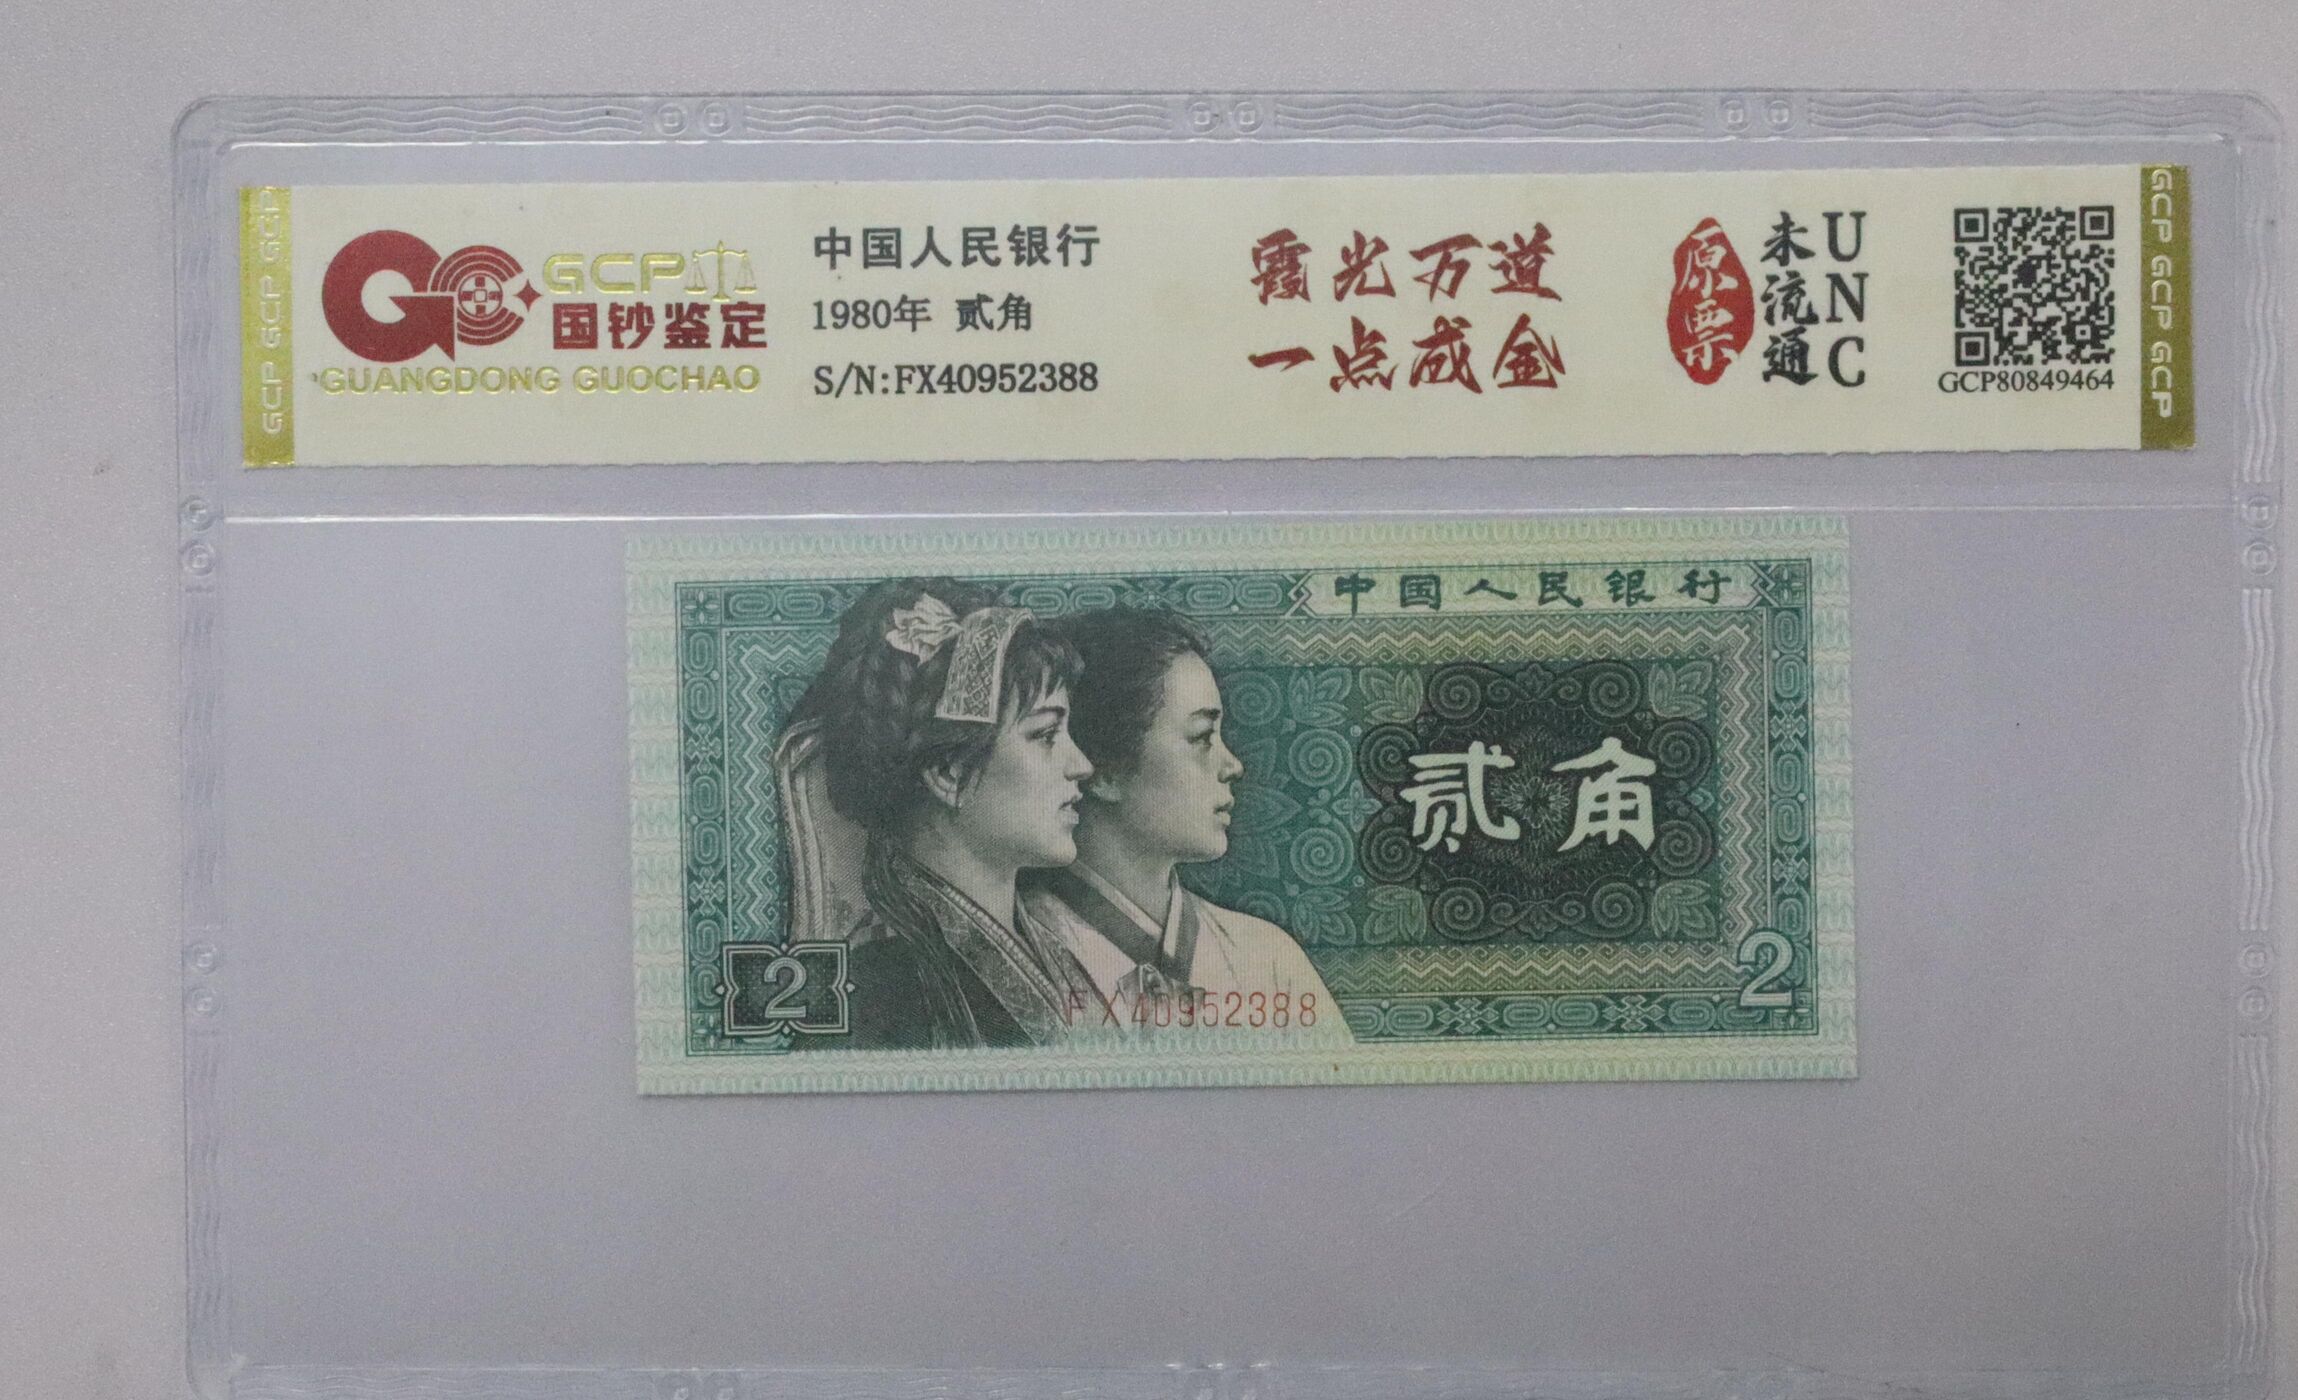 GCP GCP GCP
GCP
国钞鉴定
GUANGDONG GUOCHAO
中国人民银行
1980年 贰角
S/N:FX40952388
霞光万道
一点成金
原票
未流通
UNC
GCP80849464
GCP GCP GCP
中国人民银行
贰角
2
FX40952388
2